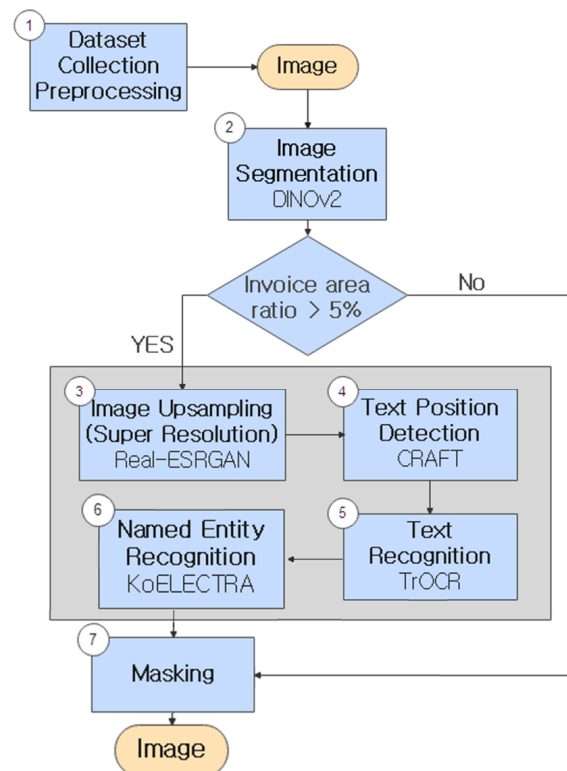 1
Dataset
Collection
Preprocessing
Image
2
Image
Segmentation
DINOv2
Invoice area
ratio > 5%
No
YES
3
Image Upsampling
(Super Resolution)
Real-ESRGAN
4
Text Position
Detection
CRAFT
5
Text
Recognition
TrOCR
6
Named Entity
Recognition
KoELECTRA
7
Masking
Image